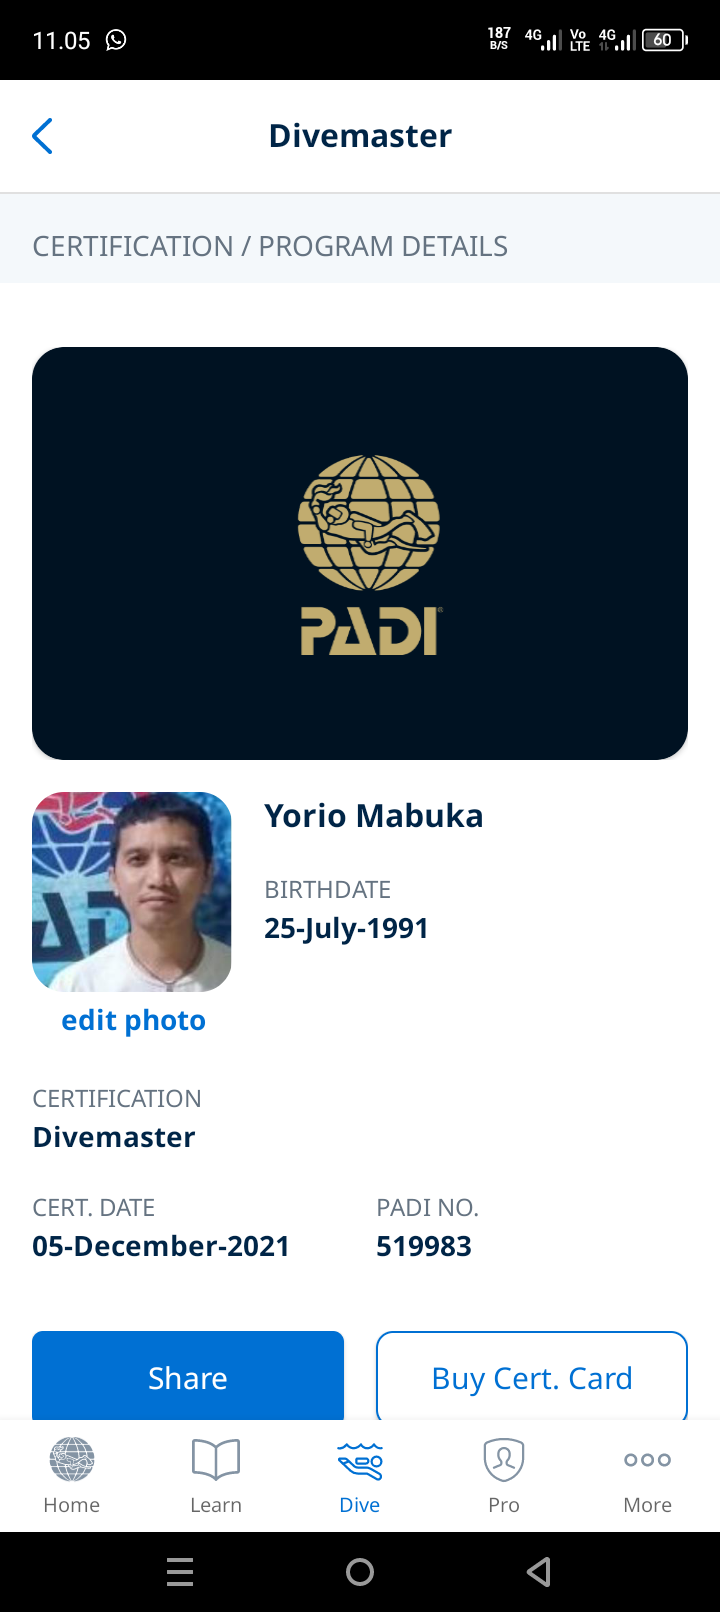 11.05
187 B/S 4G Vo LTE 4G 60
Divemaster
CERTIFICATION / PROGRAM DETAILS
PADI
Yorio Mabuka
BIRTHDATE
25-July-1991
edit photo
CERTIFICATION
Divemaster
CERT. DATE
PADI NO.
05-December-2021
519983
Share
Buy Cert. Card
Home
Learn
Dive
Pro
More